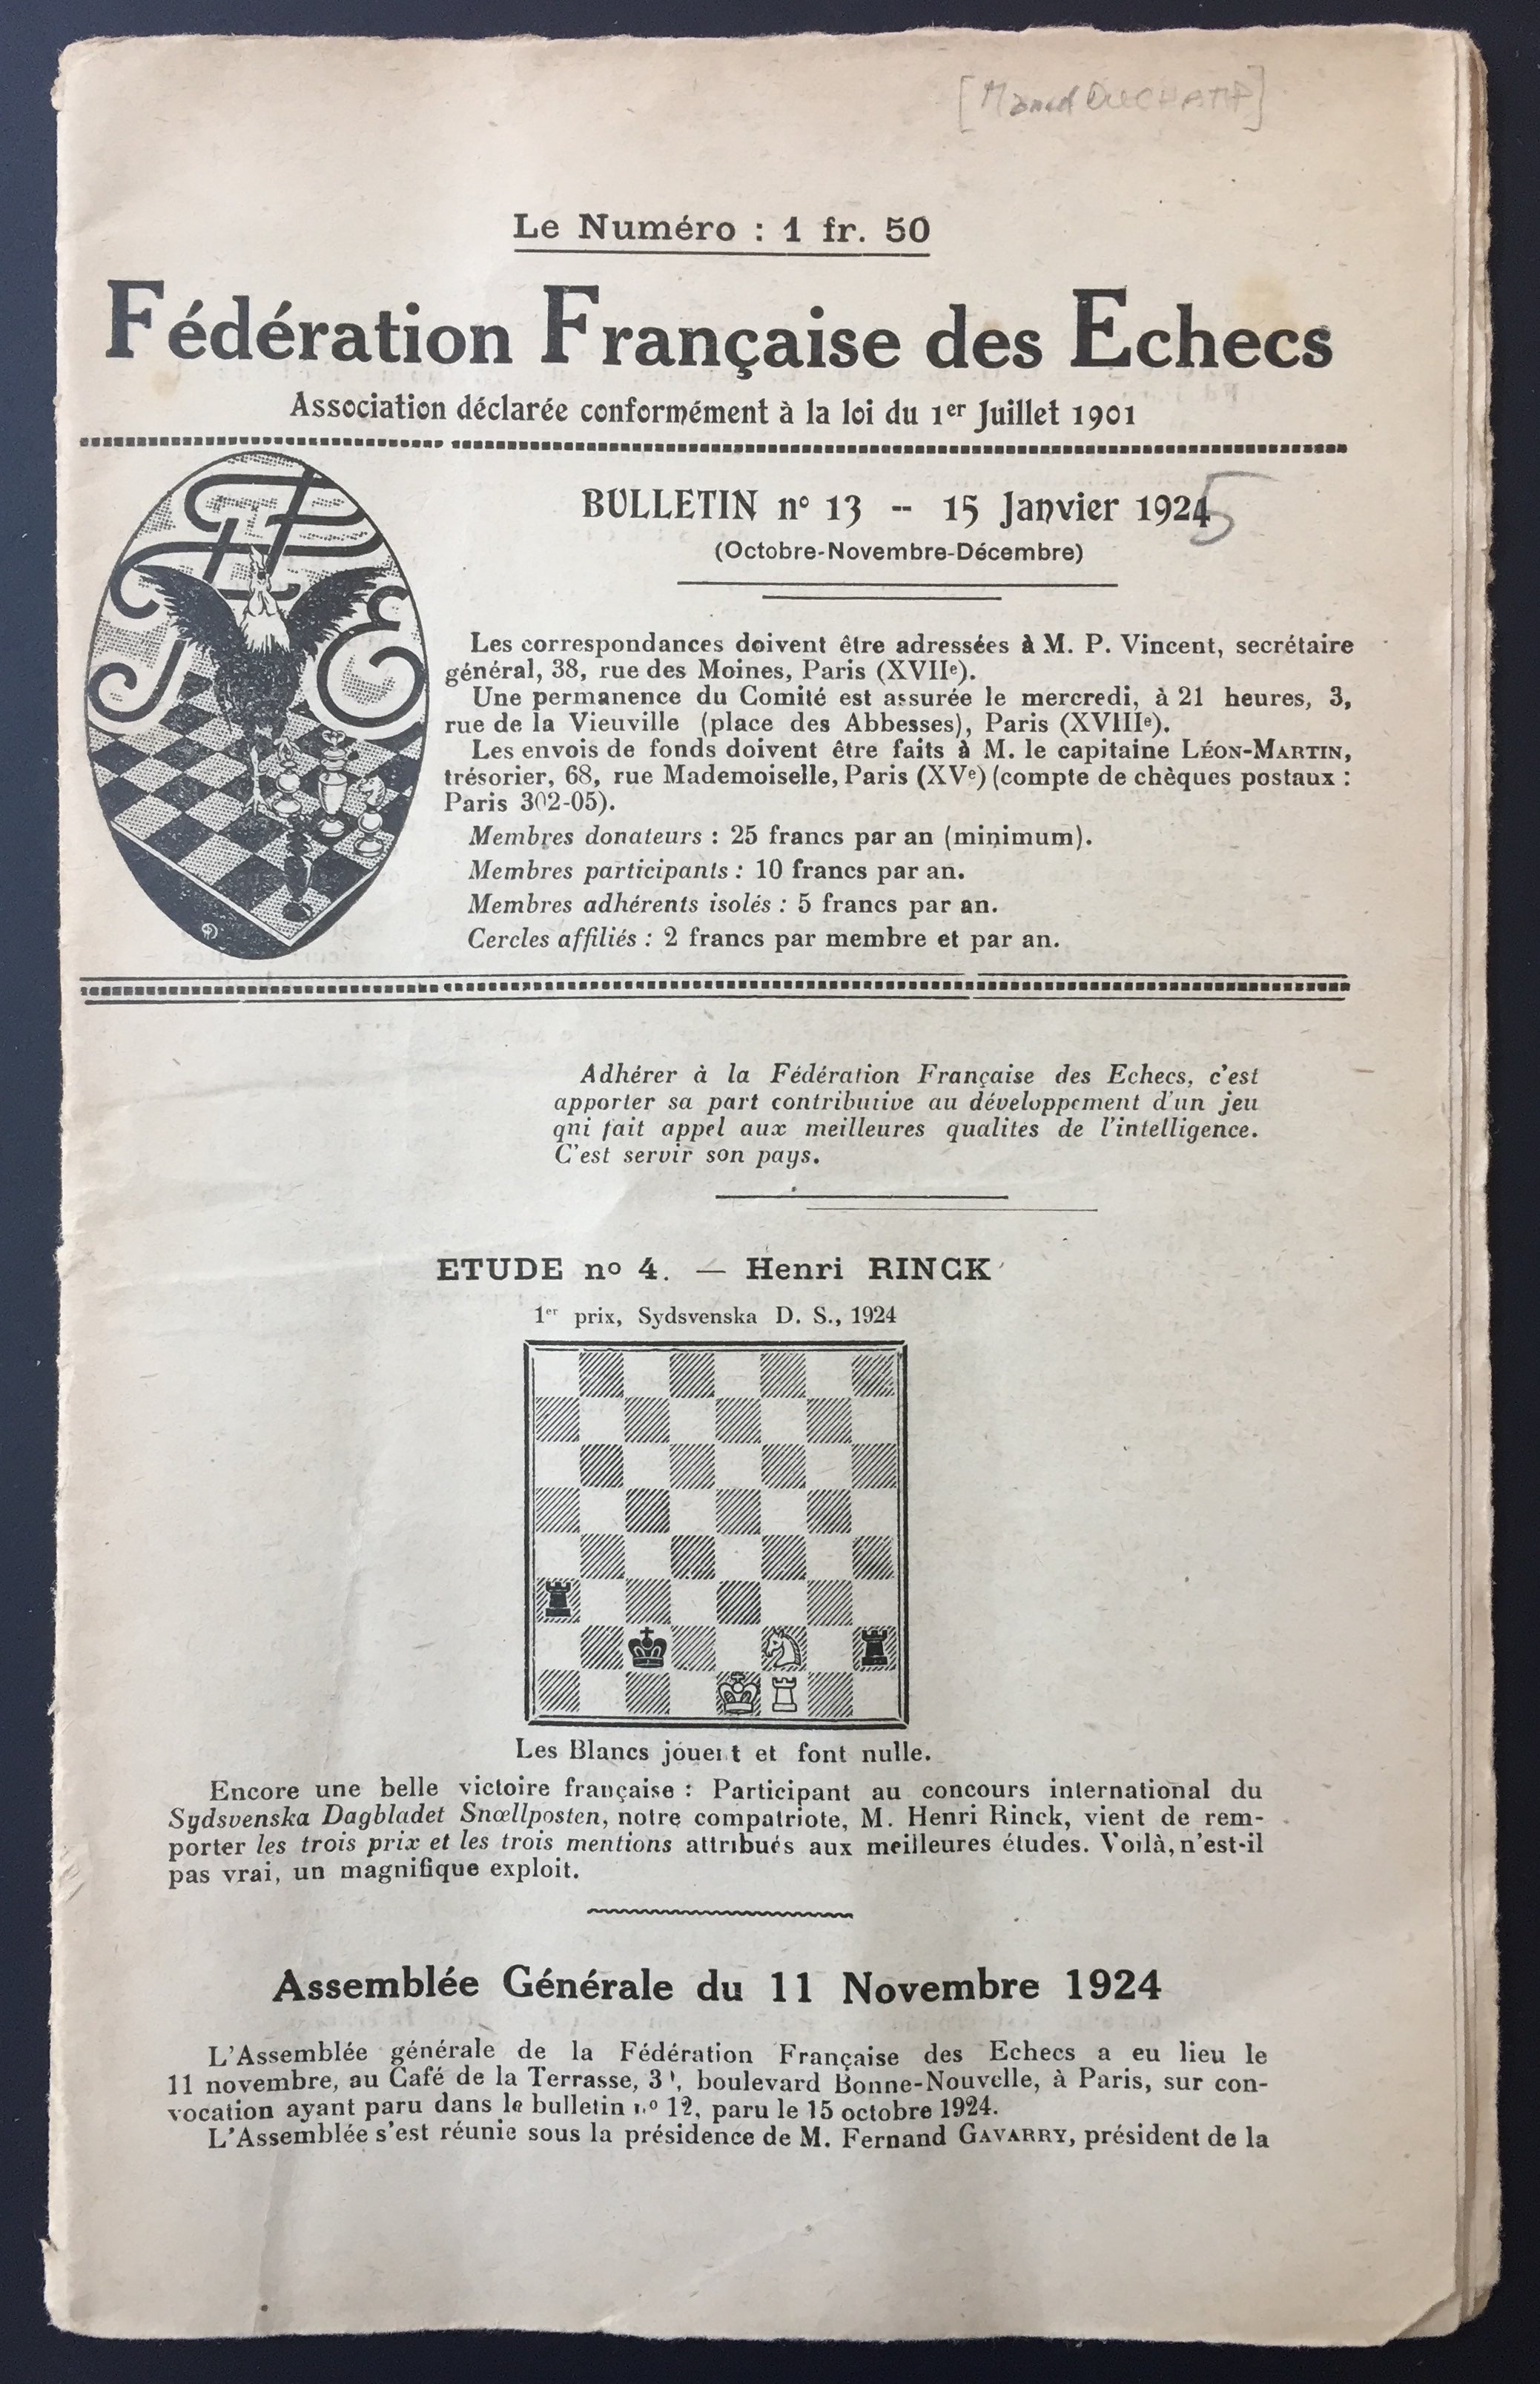 Le Numéro : 1 fr. 50
Fédération Française des Echecs
Association déclarée conformément à la loi du 1er Juillet 1901
FFJE
BULLETIN n° 13 -- 15 Janvier 1924 5
(Octobre-Novembre-Décembre)
Les correspondances doivent être adressées à M. P. Vincent, secrétaire
général, 38, rue des Moines, Paris (XVIIe).
Une permanence du Comité est assurée le mercredi, à 21 heures, 3,
rue de la Vieuville (place des Abbesses), Paris (XVIIIe).
Les envois de fonds doivent être faits à M. le capitaine LÉON-MARTIN,
trésorier, 68, rue Mademoiselle, Paris (XVe) (compte de chèques postaux :
Paris 302-05).
Membres donateurs : 25 francs par an (minimum).
Membres participants : 10 francs par an.
Membres adhérents isolés : 5 francs par an.
Cercles affiliés : 2 francs par membre et par an.
Adhérer à la Fédération Française des Echecs, c'est
apporter sa part contributive au développement d'un jeu
qni fait appel aux meilleures qualités de l'intelligence.
C'est servir son pays.
ETUDE no 4. — Henri RINCK
1er prix, Sydsvenska D. S., 1924
Les Blancs jouent et font nulle.
Encore une belle victoire française : Participant au concours international du
Sydsvenska Dagbladet Snœllposten, notre compatriote, M. Henri Rinck, vient de rem-
porter les trois prix et les trois mentions attribués aux meilleures études. Voilà, n'est-il
pas vrai, un magnifique exploit.
Assemblée Générale du 11 Novembre 1924
L'Assemblée générale de la Fédération Française des Echecs a eu lieu le
11 novembre, au Café de la Terrasse, boulevard Bonne-Nouvelle, à Paris, sur con-
vocation ayant paru dans le bulletin no 12, paru le 15 octobre 1924.
L'Assemblée s'est réunie sous la présidence de M. Fernand GAVARRY, président de la